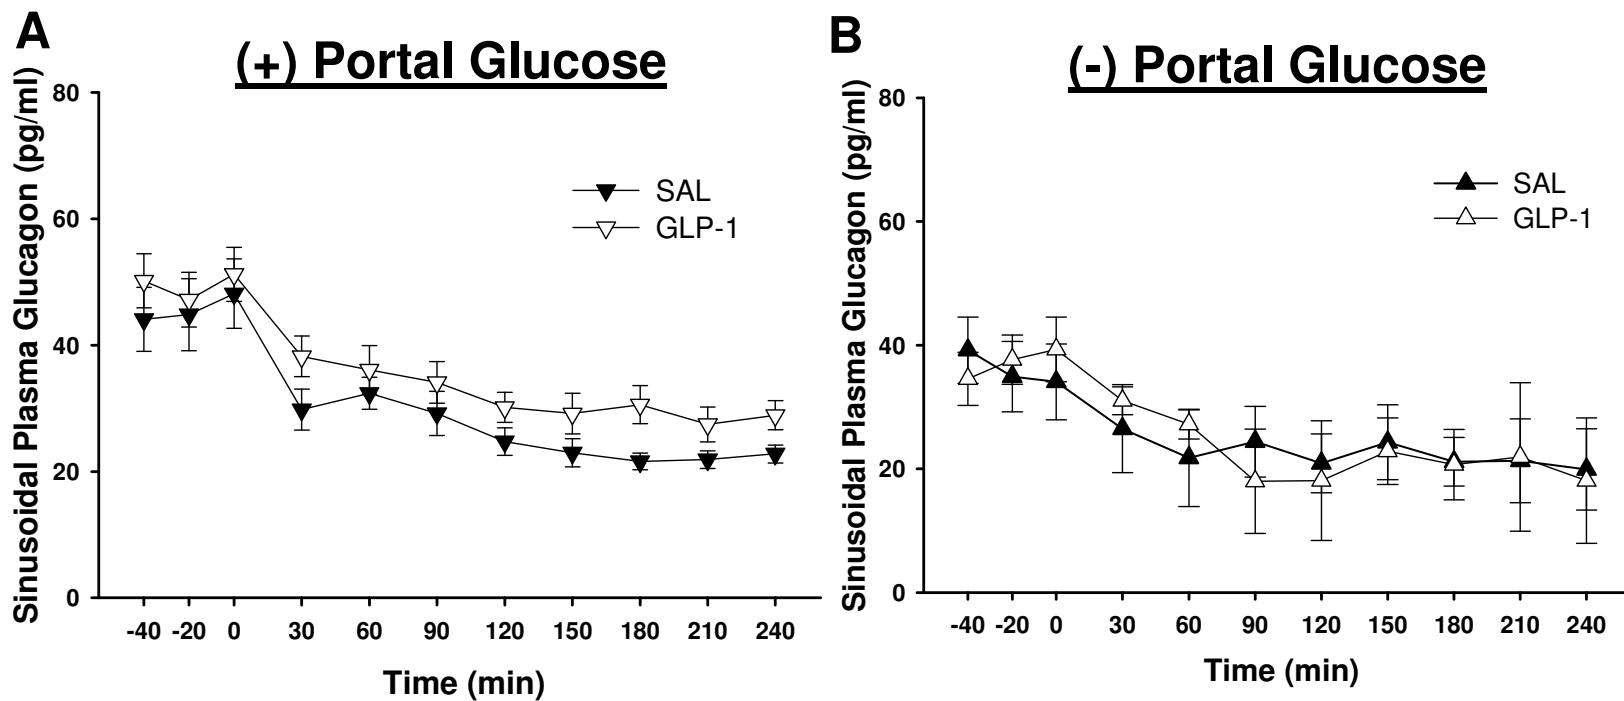 A
(+) Portal Glucose
Sinusoidal Plasma Glucagon (pg/ml)
80
60
40
20
0
SAL
GLP-1
-40 -20 0 30 60 90 120 150 180 210 240
Time (min)
B
(-) Portal Glucose
Sinusoidal Plasma Glucagon (pg/ml)
80
60
40
20
0
SAL
GLP-1
-40 -20 0 30 60 90 120 150 180 210 240
Time (min)